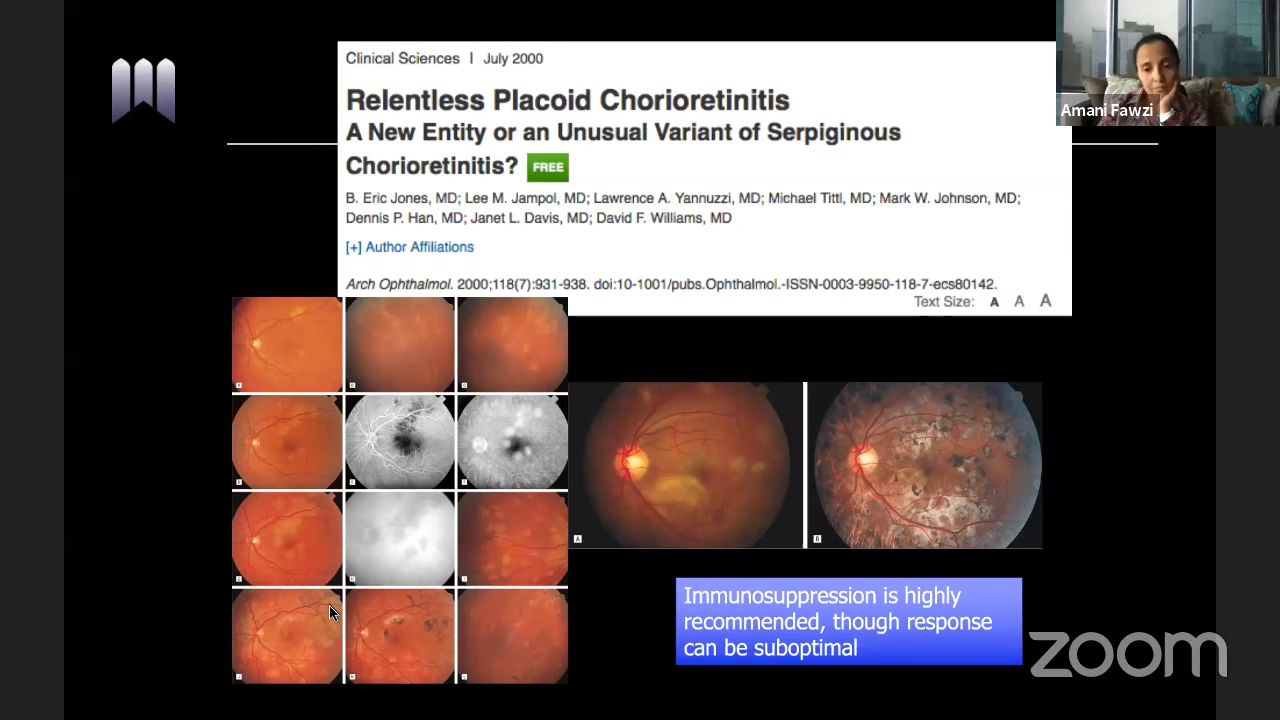 Clinical Sciences | July 2000
Relentless Placoid Chorioretinitis
A New Entity or an Unusual Variant of Serpiginous
Chorioretinitis? FREE
B. Eric Jones, MD; Lee M. Jampol, MD; Lawrence A. Yannuzzi, MD; Michael Tittl, MD; Mark W. Johnson, MD;
Dennis P. Han, MD; Janet L. Davis, MD; David F. Williams, MD
[+] Author Affiliations
Arch Ophthalmol. 2000;118(7):931-938. doi:10-1001/pubs.Ophthalmol.-ISSN-0003-9950-118-7-ecs80142.
Text Size: A A A
Amani Fawzi
A
B
Immunosuppression is highly
recommended, though response
can be suboptimal
zoom